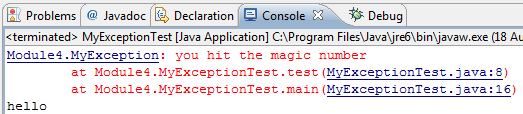 Problems @ Javadoc Declaration Console Debug
<terminated> MyExceptionTest [Java Application] C:\Program Files\Java\jre6\bin\javaw.exe (18 Au
Module4.MyException: you hit the magic number
at Module4.MyExceptionTest.test(MyExceptionTest.java:8)
at Module4.MyExceptionTest.main(MyExceptionTest.java:16)
hello